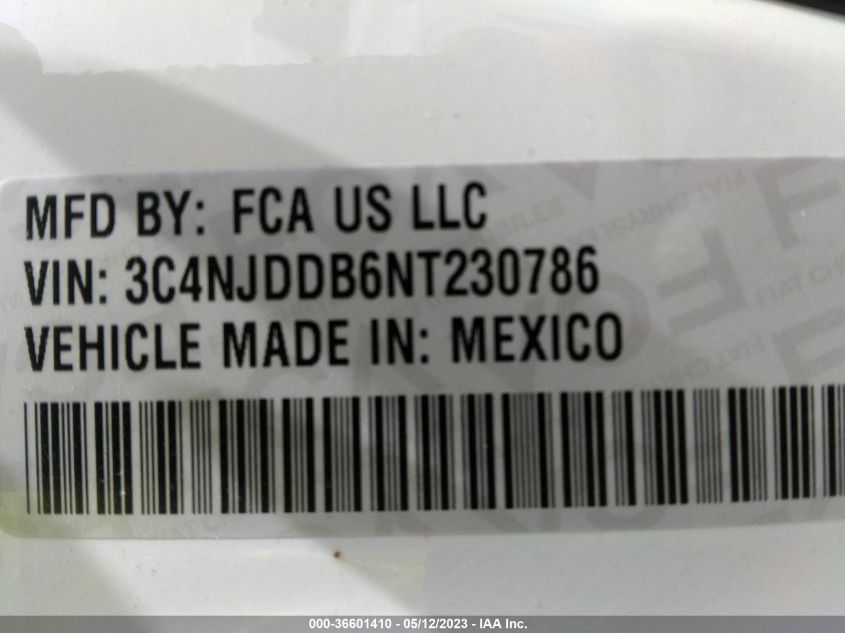 MFD BY: FCA US LLC
VIN: 3C4NJDDB6NT230786
VEHICLE MADE IN: MEXICO
000-36601410 - 05/12/2023 - IAA Inc.